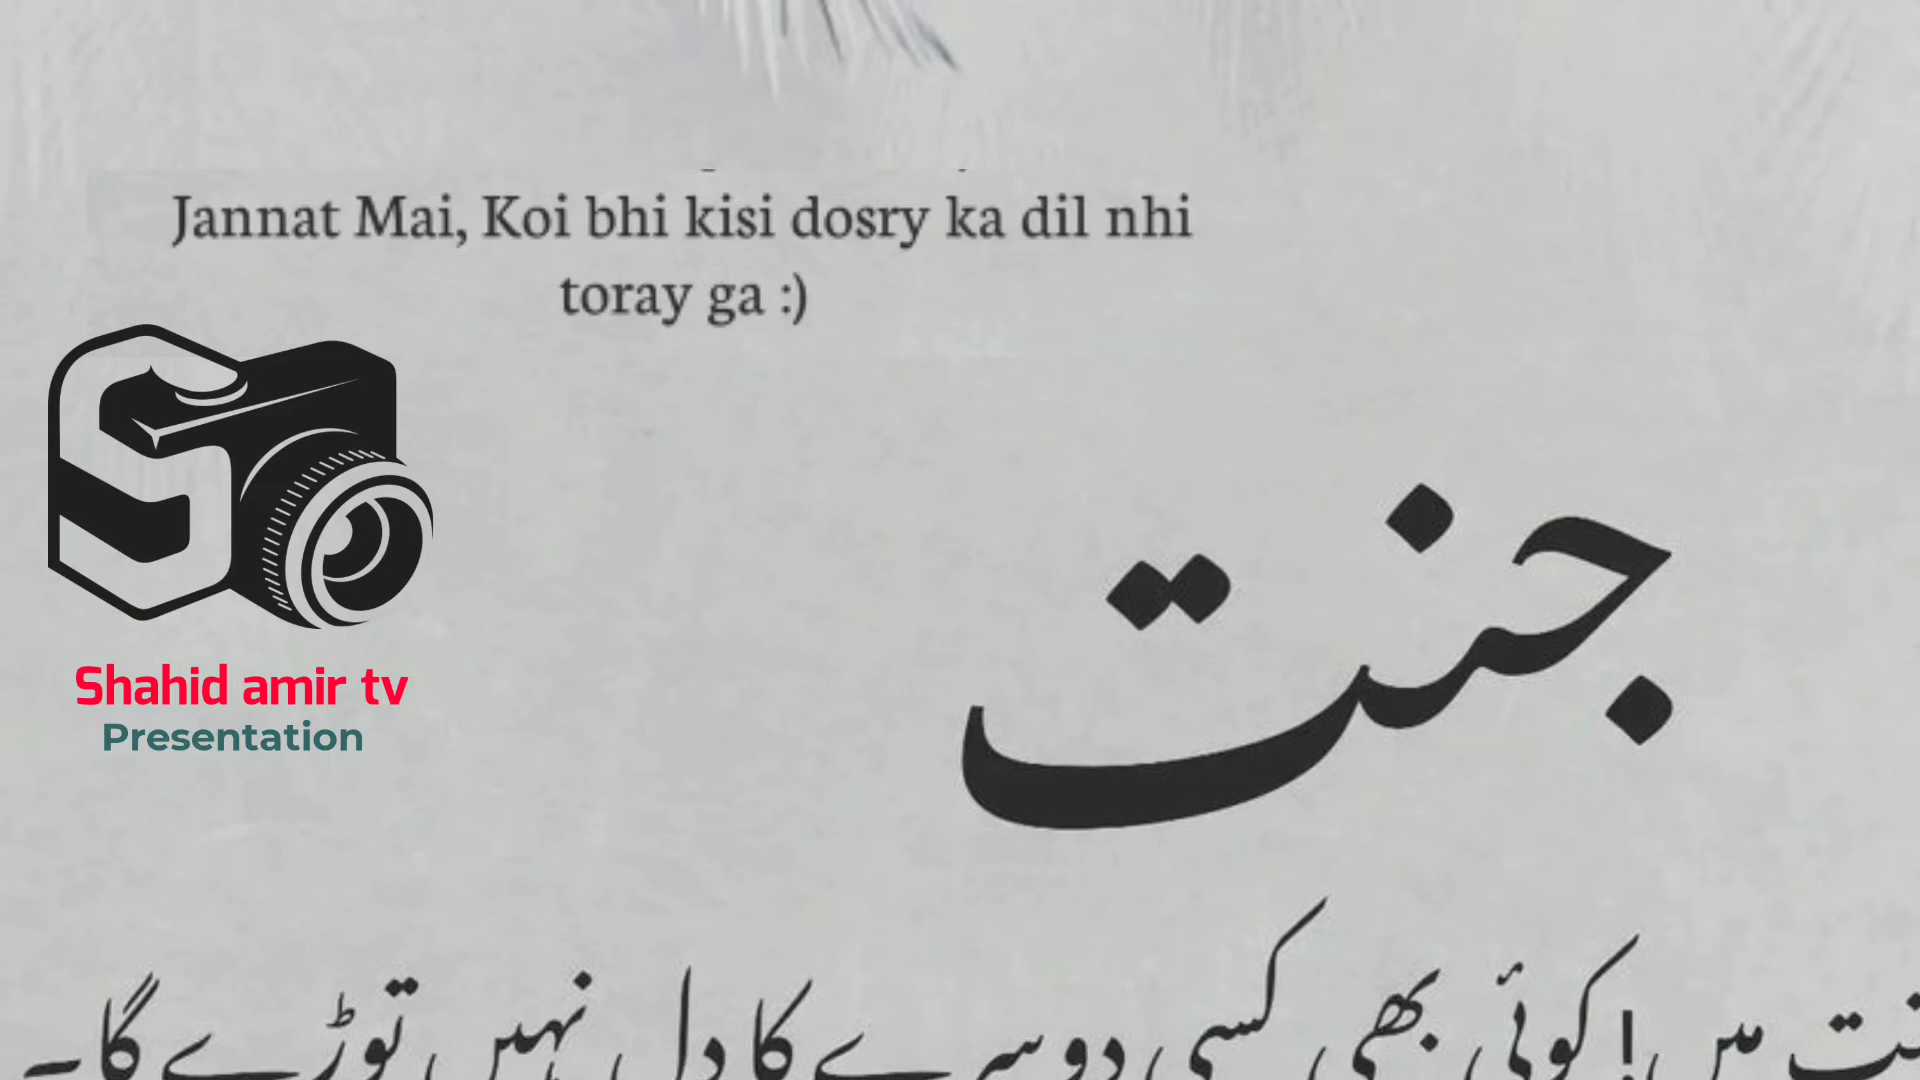 Jannat Mai, Koi bhi kisi dosry ka dil nhi
toray ga :)
Shahid amir tv
Presentation
جنت
میں ! کوئی بھی کسی دوسرے کا دل نہیں توڑے گا۔